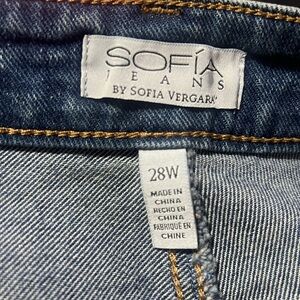 SOFÍA
JEANS
BY SOFIA VERGARA
28W
MADE IN
CHINA
HECHO EN
CHINA
FABRIQUÉ EN
CHINE